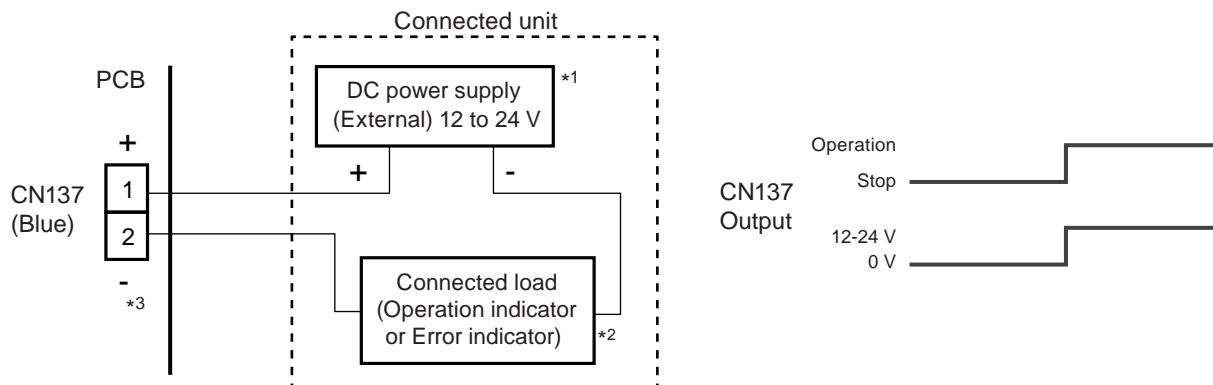 Connected unit
PCB
DC power supply
(External) 12 to 24 V
*1
+
+
-
CN137
(Blue)
1
2
-
*3
Connected load
(Operation indicator
or Error indicator)
*2
CN137
Output
Operation
Stop
12-24 V
0 V